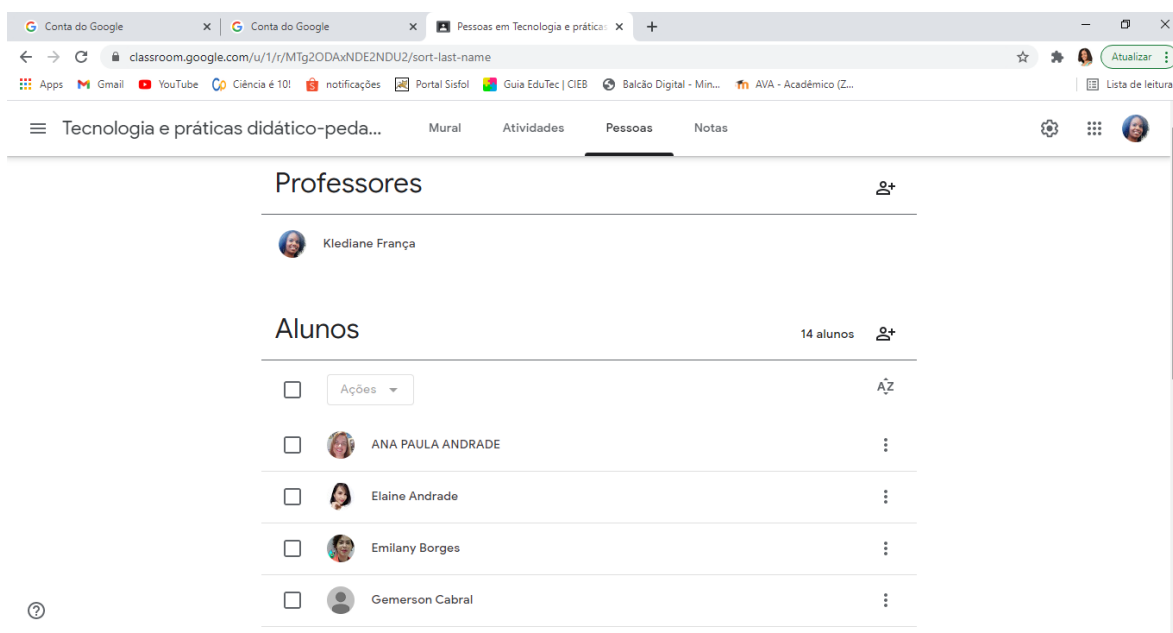 Conta do Google
Conta do Google
Pessoas em Tecnologia e práticas
classroom.google.com/u/1/r/MTg2ODAxNDE2NDU2/sort-last-name
Atualizar
Apps Gmail YouTube Ciência é 10! notificações Portal Sisfol Guia EduTec | CIEB Balcão Digital - Min... AVA - Acadêmico (Z... Lista de leitura
Tecnologia e práticas didático-peda... Mural Atividades Pessoas Notas
Professores
Klediane França
Alunos 14 alunos
Ações AZ
ANA PAULA ANDRADE
Elaine Andrade
Emilany Borges
Gemerson Cabral